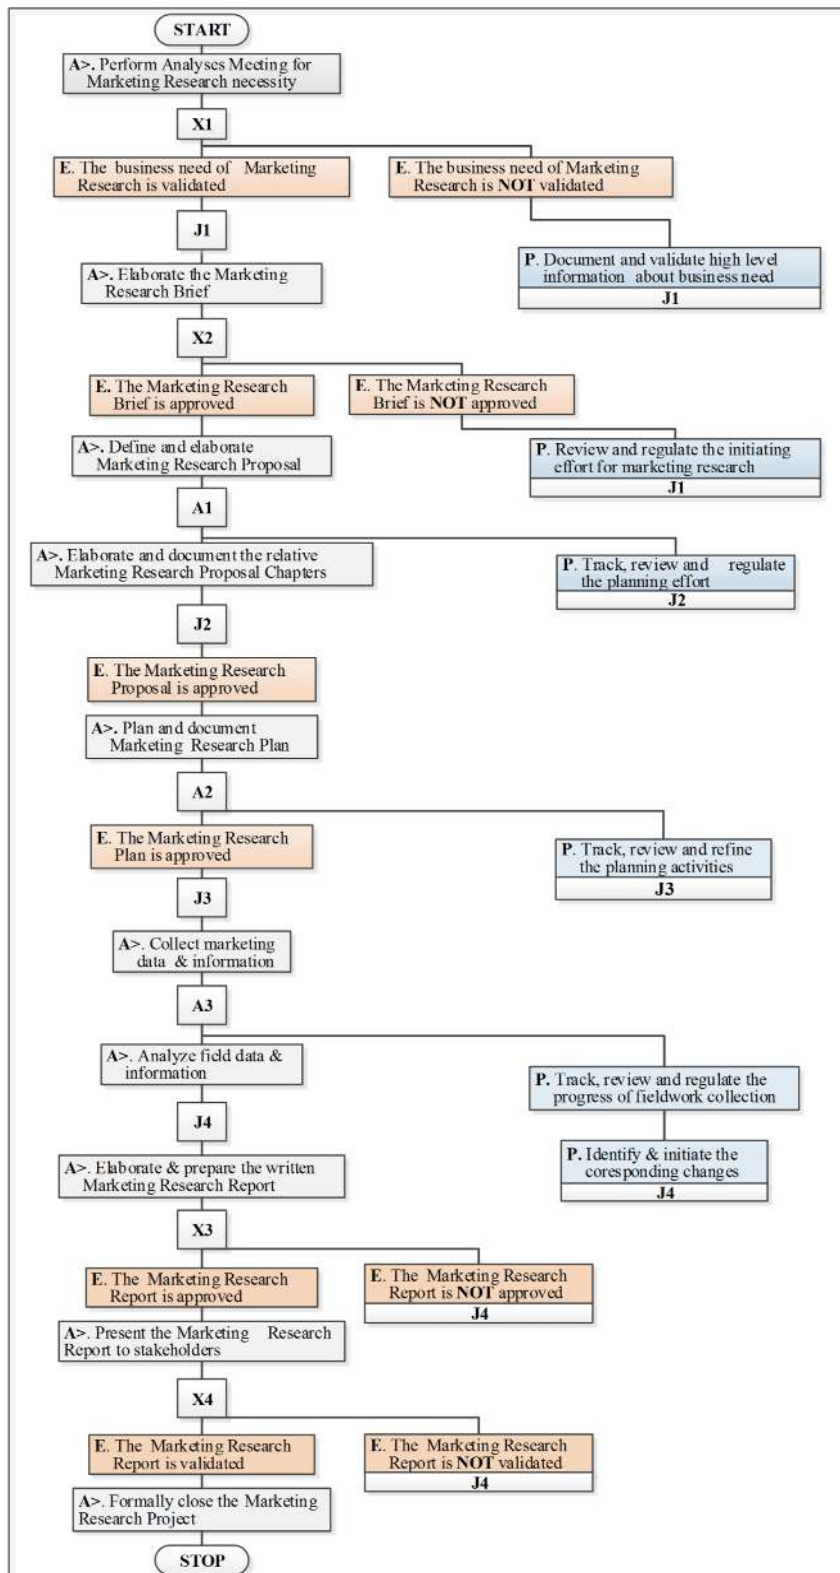 START
A>. Perform Analyses Meeting for
Marketing Research necessity
X1
E. The business need of Marketing
Research is validated
E. The business need of Marketing
Research is NOT validated
J1
P. Document and validate high level
information about business need
J1
A>. Elaborate the Marketing
Research Brief
X2
E. The Marketing Research
Brief is approved
E. The Marketing Research
Brief is NOT approved
A>. Define and elaborate
Marketing Research Proposal
P. Review and regulate the initiating
effort for marketing research
J1
A1
A>. Elaborate and document the relative
Marketing Research Proposal Chapters
P. Track, review and regulate
the planning effort
J2
J2
E. The Marketing Research
Proposal is approved
A>. Plan and document
Marketing Research Plan
A2
E. The Marketing Research
Plan is approved
P. Track, review and refine
the planning activities
J3
J3
A>. Collect marketing
data & information
A3
A>. Analyze field data &
information
P. Track, review and regulate the
progress of fieldwork collection
J4
P. Identify & initiate the
coresponding changes
J4
A>. Elaborate & prepare the written
Marketing Research Report
X3
E. The Marketing Research
Report is approved
E. The Marketing Research
Report is NOT approved
J4
A>. Present the Marketing Research
Report to stakeholders
X4
E. The Marketing Research
Report is validated
E. The Marketing Research
Report is NOT validated
J4
A>. Formally close the Marketing
Research Project
STOP